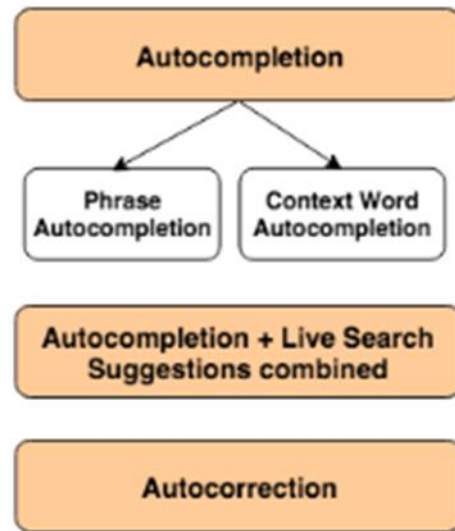 Autocompletion
Phrase
Autocompletion
Context Word
Autocompletion
Autocompletion + Live Search
Suggestions combined
Autocorrection